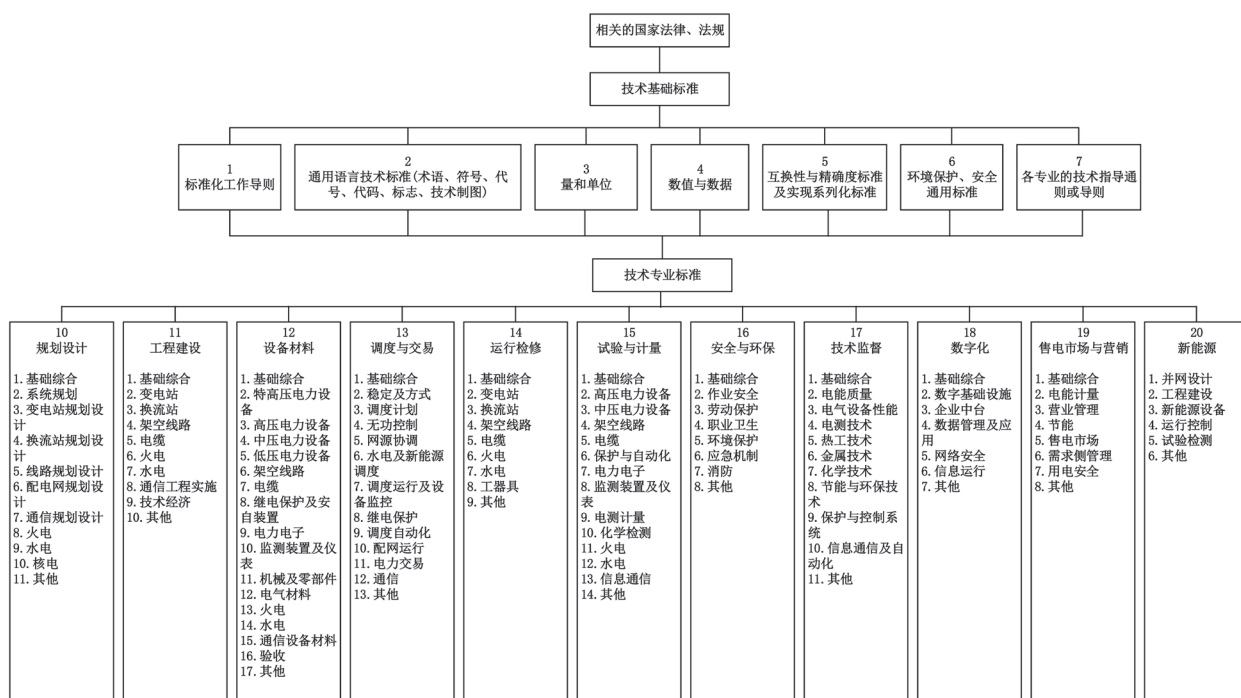 相关的国家法律、法规
技术基础标准
1
标准化工作导则
2
通用语言技术标准(术语、符号、代
号、代码、标志、技术制图)
3
量和单位
4
数值与数据
5
互换性与精确度标准
及实现系列化标准
6
环境保护、安全
通用标准
7
各专业的技术指导通
则或导则
技术专业标准
10
规划设计
1. 基础综合
2. 系统规划
3. 变电站规划设
计
4. 换流站规划设
计
5. 线路规划设计
6. 配电网规划设
计
7. 通信规划设计
8. 火电
9. 水电
10. 核电
11. 其他
11
工程建设
1. 基础综合
2. 变电站
3. 换流站
4. 架空线路
5. 电缆
6. 火电
7. 水电
8. 通信工程实施
9. 技术经济
10. 其他
12
设备材料
1. 基础综合
2. 特高压电力设
备
3. 高压电力设备
4. 中压电力设备
5. 低压电力设备
6. 架空线路
7. 电缆
8. 继电保护及安
自装置
9. 电力电子
10. 监测装置及仪
表
11. 机械及零部件
12. 电气材料
13. 火电
14. 水电
15. 通信设备材料
16. 验收
17. 其他
13
调度与交易
1. 基础综合
2. 稳定及方式
3. 调度计划
4. 无功控制
5. 网源协调
6. 水电及新能源
调度
7. 调度运行及设
备监控
8. 继电保护
9. 调度自动化
10. 配网运行
11. 电力交易
12. 通信
13. 其他
14
运行检修
1. 基础综合
2. 变电站
3. 换流站
4. 架空线路
5. 电缆
6. 火电
7. 水电
8. 工器具
9. 其他
15
试验与计量
1. 基础综合
2. 高压电力设备
3. 中压电力设备
4. 架空线路
5. 电缆
6. 保护与自动化
7. 电力电子
8. 监测装置及仪
表
9. 电测计量
10. 化学检测
11. 火电
12. 水电
13. 信息通信
14. 其他
16
安全与环保
1. 基础综合
2. 作业安全
3. 劳动保护
4. 职业卫生
5. 环境保护
6. 应急机制
7. 消防
8. 其他
17
技术监督
1. 基础综合
2. 电能质量
3. 电气设备性能
4. 电测技术
5. 热工技术
6. 金属技术
7. 化学技术
8. 节能与环保技
术
9. 保护与控制系
统
10. 信息通信及自
动化
11. 其他
18
数字化
1. 基础综合
2. 数字基础设施
3. 企业中台
4. 数据管理及应
用
5. 网络安全
6. 信息运行
7. 其他
19
售电市场与营销
1. 基础综合
2. 电能计量
3. 营业管理
4. 节能
5. 售电市场
6. 需求侧管理
7. 用电安全
8. 其他
20
新能源
1. 并网设计
2. 工程建设
3. 新能源设备
4. 运行控制
5. 试验检测
6. 其他